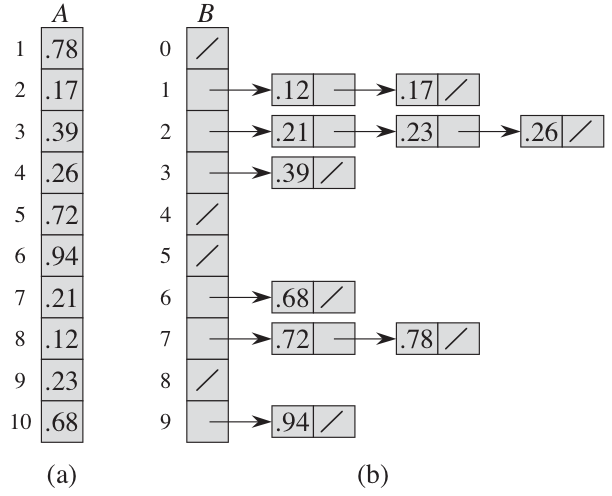 A B
1 .78 0
2 .17 1 .12 .17
3 .39 2 .21 .23 .26
4 .26 3 .39
5 .72 4
6 .94 5
7 .21 6 .68
8 .12 7 .72 .78
9 .23 8
10 .68 9 .94
(a) (b)